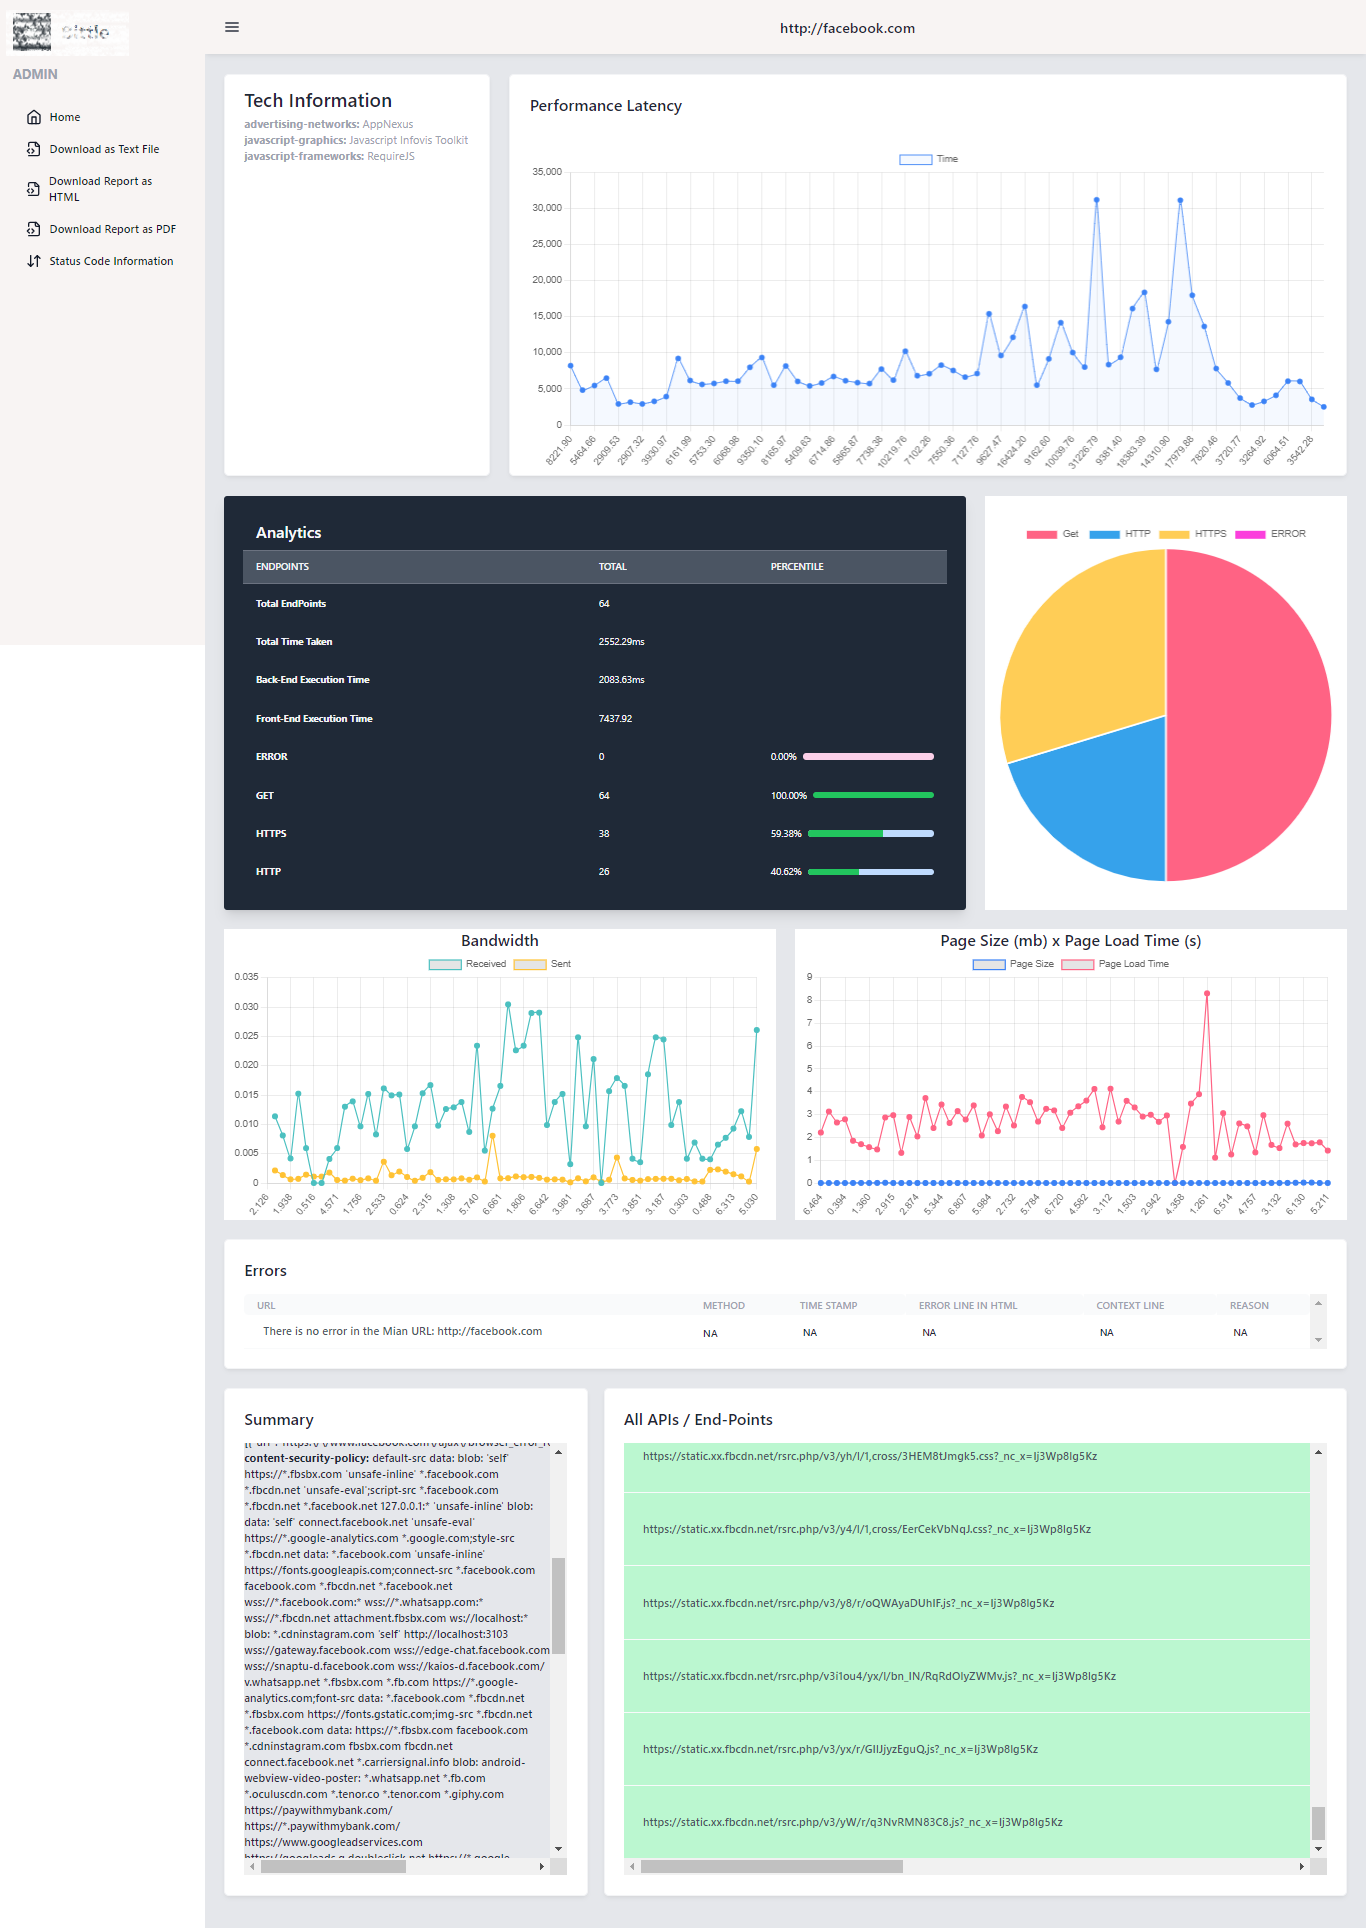 http://facebook.com
ADMIN
Home
Download as Text File
Download Report as
HTML
Download Report as PDF
Status Code Information
Tech Information
advertising-networks: AppNexus
javascript-graphics: Javascript Infovis Toolkit
javascript-frameworks: RequireJS
Performance Latency
Time
35,000
30,000
25,000
20,000
15,000
10,000
5,000
0
8221.90
5464.66
2909.53
2907.32
3930.97
6161.99
5753.30
6068.98
9350.10
8165.97
5409.63
6714.86
5865.87
7738.38
10219.76
7102.26
7550.36
7127.76
9627.47
16424.20
9162.60
10039.76
31226.79
9381.40
18383.39
14310.90
17979.68
7820.46
3720.77
3264.92
6064.51
3542.28
Analytics
ENDPOINTS TOTAL PERCENTILE
Total EndPoints 64
Total Time Taken 2552.29ms
Back-End Execution Time 2083.63ms
Front-End Execution Time 7437.92
ERROR 0 0.00%
GET 64 100.00%
HTTPS 38 59.38%
HTTP 26 40.62%
Get HTTP HTTPS ERROR
Bandwidth
Received Sent
0.035
0.030
0.025
0.020
0.015
0.010
0.005
0
2.126
1.938
0.516
4.571
1.756
2.533
0.624
2.315
1.308
5.740
6.661
1.806
6.642
3.981
3.687
3.773
3.851
3.187
0.303
0.488
6.313
5.030
Page Size (mb) x Page Load Time (s)
Page Size Page Load Time
9
8
7
6
5
4
3
2
1
0
6.464
0.394
1.360
2.915
2.874
5.344
6.807
5.984
2.732
5.784
6.720
4.582
3.112
1.503
2.942
4.358
1.261
6.514
4.757
3.132
6.130
5.211
Errors
URL METHOD TIME STAMP ERROR LINE IN HTML CONTEXT LINE REASON
There is no error in the Mian URL: http://facebook.com NA NA NA NA NA
Summary
content-security-policy: default-src data: blob: 'self'
https://*.fbsbx.com 'unsafe-inline' *.facebook.com
*.fbcdn.net 'unsafe-eval';script-src *.facebook.com
*.fbcdn.net *.facebook.net 127.0.0.1:* 'unsafe-inline' blob:
data: 'self' connect.facebook.net 'unsafe-eval'
https://*.google-analytics.com *.google.com;style-src
*.fbcdn.net data: *.facebook.com 'unsafe-inline'
https://fonts.googleapis.com;connect-src *.facebook.com
facebook.com *.fbcdn.net *.facebook.net
wss://*.facebook.com:* wss://*.whatsapp.com:*
wss://*.fbcdn.net attachment.fbsbx.com ws://localhost:*
blob: *.cdninstagram.com 'self' http://localhost:3103
wss://gateway.facebook.com wss://edge-chat.facebook.com
wss://snaptu-d.facebook.com wss://kaios-d.facebook.com/
v.whatsapp.net *.fbsbx.com *.fb.com https://*.google-
analytics.com;font-src data: *.facebook.com *.fbcdn.net
*.fbsbx.com https://fonts.gstatic.com;img-src *.fbcdn.net
*.facebook.com data: https://*.fbsbx.com facebook.com
*.cdninstagram.com fbsbx.com fbcdn.net
connect.facebook.net *.carriersignal.info blob: android-
webview-video-poster: *.whatsapp.net *.fb.com
*.oculuscdn.com *.tenor.co *.tenor.com *.giphy.com
https://paywithmybank.com/
https://*.paywithmybank.com/
https://www.googleadservices.com
https://googleads.g.doubleclick.net https://*.google
All APIs / End-Points
https://static.xx.fbcdn.net/rsrc.php/v3/yh/l/1,cross/3HEM8tJmgk5.css?_nc_x=Ij3Wp8lg5Kz
https://static.xx.fbcdn.net/rsrc.php/v3/y4/l/1,cross/EerCekVbNqJ.css?_nc_x=Ij3Wp8lg5Kz
https://static.xx.fbcdn.net/rsrc.php/v3/y8/r/oQWAyaDUhIF.js?_nc_x=Ij3Wp8lg5Kz
https://static.xx.fbcdn.net/rsrc.php/v3i1ou4/yx/l/bn_IN/RqRdOlyZWMv.js?_nc_x=Ij3Wp8lg5Kz
https://static.xx.fbcdn.net/rsrc.php/v3/yx/r/GIIJjyzEguQ.js?_nc_x=Ij3Wp8lg5Kz
https://static.xx.fbcdn.net/rsrc.php/v3/yW/r/q3NvRMN83C8.js?_nc_x=Ij3Wp8lg5Kz